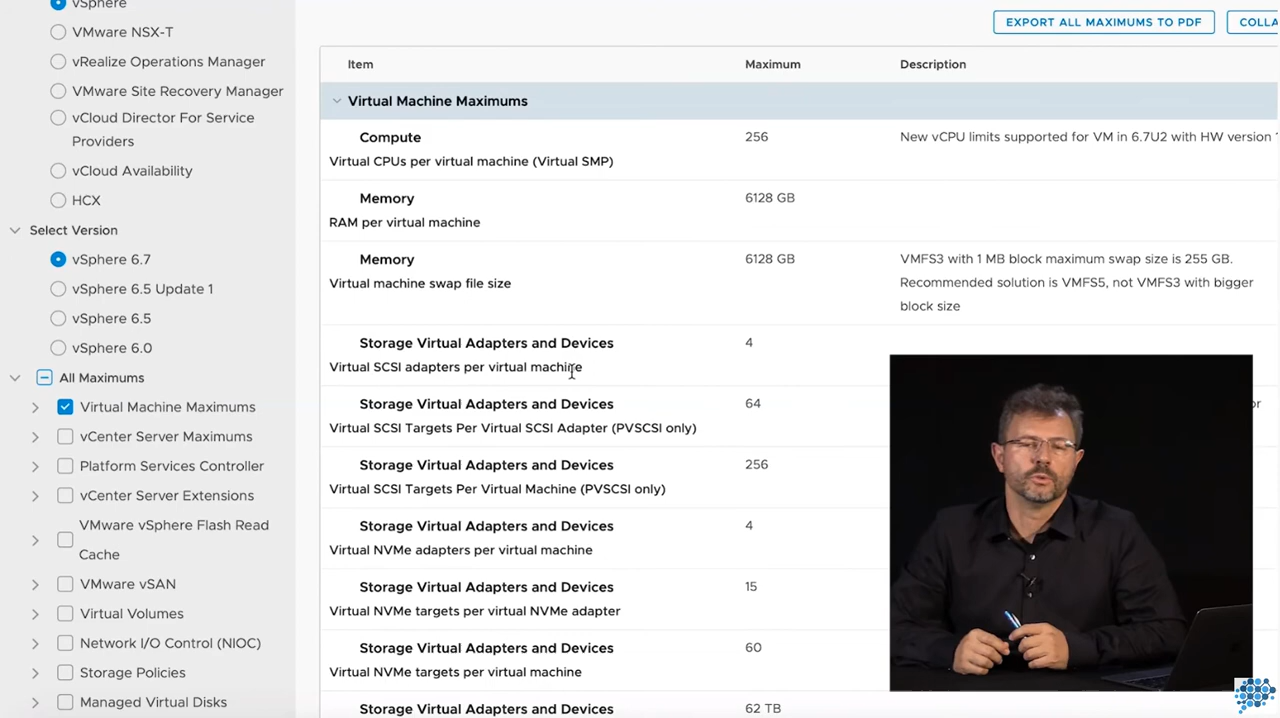 vSphere
VMware NSX-T
vRealize Operations Manager
VMware Site Recovery Manager
vCloud Director For Service
Providers
vCloud Availability
HCX
Select Version
vSphere 6.7
vSphere 6.5 Update 1
vSphere 6.5
vSphere 6.0
All Maximums
Virtual Machine Maximums
vCenter Server Maximums
Platform Services Controller
vCenter Server Extensions
VMware vSphere Flash Read
Cache
VMware vSAN
Virtual Volumes
Network I/O Control (NIOC)
Storage Policies
Managed Virtual Disks
EXPORT ALL MAXIMUMS TO PDF
COLLA
Item Maximum Description
Virtual Machine Maximums
Compute 256 New vCPU limits supported for VM in 6.7U2 with HW version
Virtual CPUs per virtual machine (Virtual SMP)
Memory 6128 GB
RAM per virtual machine
Memory 6128 GB VMFS3 with 1 MB block maximum swap size is 255 GB.
Virtual machine swap file size Recommended solution is VMFS5, not VMFS3 with bigger
block size
Storage Virtual Adapters and Devices 4
Virtual SCSI adapters per virtual machine
Storage Virtual Adapters and Devices 64 or
Virtual SCSI Targets Per Virtual SCSI Adapter (PVSCSI only)
Storage Virtual Adapters and Devices 256
Virtual SCSI Targets Per Virtual Machine (PVSCSI only)
Storage Virtual Adapters and Devices 4
Virtual NVMe adapters per virtual machine
Storage Virtual Adapters and Devices 15
Virtual NVMe targets per virtual NVMe adapter
Storage Virtual Adapters and Devices 60
Virtual NVMe targets per virtual machine
Storage Virtual Adapters and Devices 62 TB